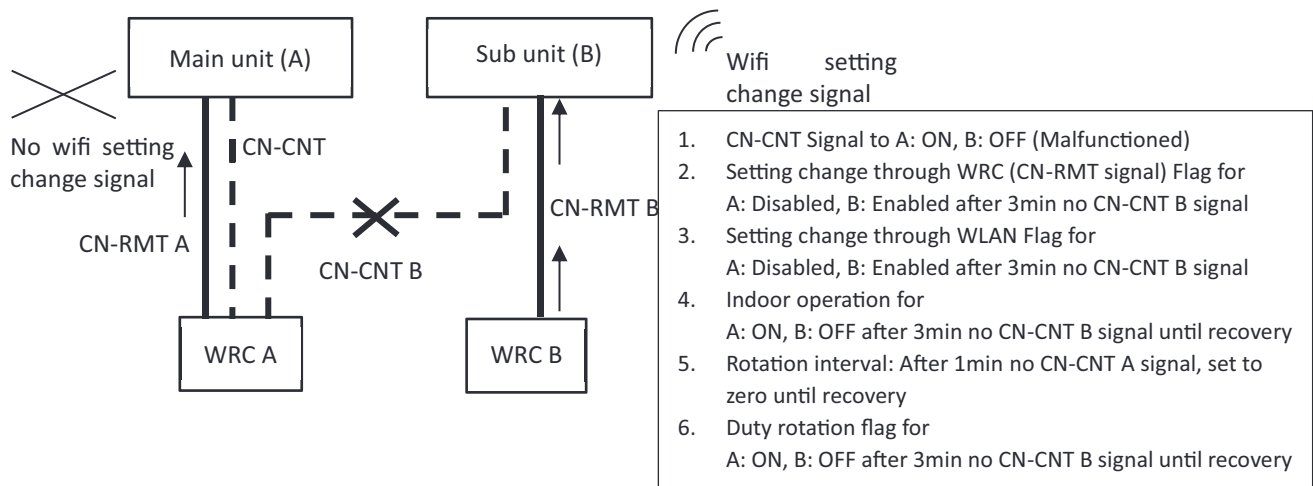 Main unit (A)
Sub unit (B)
Wifi setting
change signal
No wifi setting
change signal
CN-CNT
CN-RMT A
CN-CNT B
CN-RMT B
WRC A
WRC B
1. CN-CNT Signal to A: ON, B: OFF (Malfunctioned)
2. Setting change through WRC (CN-RMT signal) Flag for
A: Disabled, B: Enabled after 3min no CN-CNT B signal
3. Setting change through WLAN Flag for
A: Disabled, B: Enabled after 3min no CN-CNT B signal
4. Indoor operation for
A: ON, B: OFF after 3min no CN-CNT B signal until recovery
5. Rotation interval: After 1min no CN-CNT A signal, set to
zero until recovery
6. Duty rotation flag for
A: ON, B: OFF after 3min no CN-CNT B signal until recovery